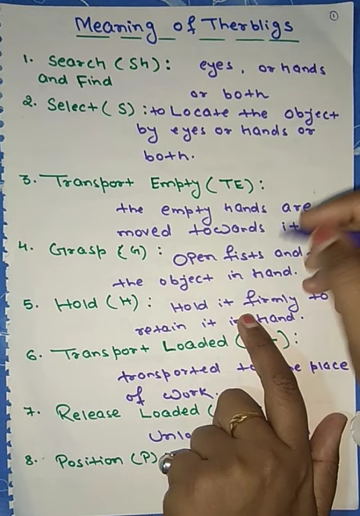 ①
Meaning of Therbligs
1. Search (Sh): eyes, or hands
and Find or both
2. Select (S): to Locate the object
by eyes or hands or
both.
3. Transport Empty (TE):
the empty hands are
moved towards it
4. Grasp (G): Open fists and
the object in hand.
5. Hold (H): Hold it firmly to
retain it in hand.
6. Transport Loaded
transported place
of work.
7. Release Loaded
8. Position (P)